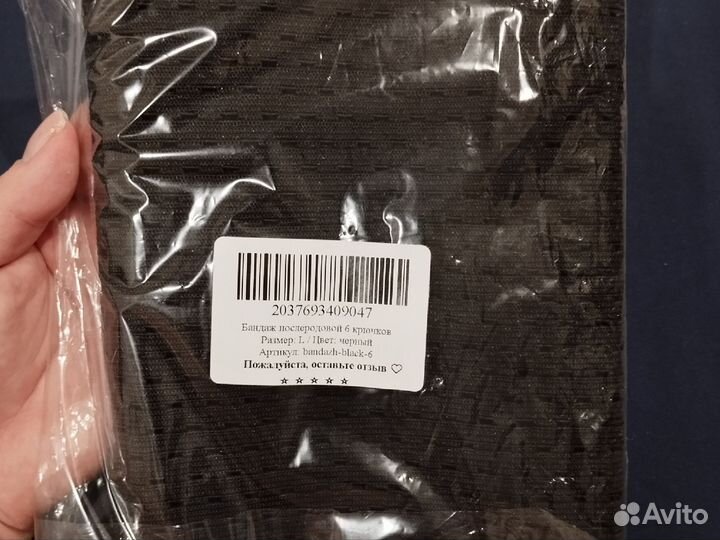 2037693409047
Бандаж послеродовой 6 крючков
Размер: L / Цвет: черный
Артикул: bandazh-black-6
Пожалуйста, оставьте отзыв ♡
☆ ☆ ☆ ☆ ☆
Avito